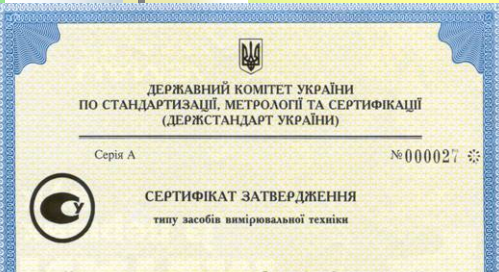 ДЕРЖАВНИЙ КОМІТЕТ УКРАЇНИ
ПО СТАНДАРТИЗАЦІЇ, МЕТРОЛОГІЇ ТА СЕРТИФІКАЦІЇ
(ДЕРЖСТАНДАРТ УКРАЇНИ)
Серія А №000027
СЕРТИФІКАТ ЗАТВЕРДЖЕННЯ
типу засобів вимірювальної техніки